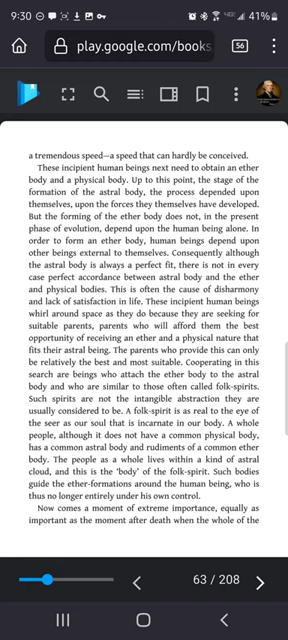 9:30
41%
play.google.com/books
56
a tremendous speed—a speed that can hardly be conceived.
These incipient human beings next need to obtain an ether
body and a physical body. Up to this point, the stage of the
formation of the astral body, the process depended upon
themselves, upon the forces they themselves have developed.
But the forming of the ether body does not, in the present
phase of evolution, depend upon the human being alone. In
order to form an ether body, human beings depend upon
other beings external to themselves. Consequently although
the astral body is always a perfect fit, there is not in every
case perfect accordance between astral body and the ether
and physical bodies. This is often the cause of disharmony
and lack of satisfaction in life. These incipient human beings
whirl around space as they do because they are seeking for
suitable parents, parents who will afford them the best
opportunity of receiving an ether and a physical nature that
fits their astral being. The parents who provide this can only
be relatively the best and most suitable. Cooperating in this
search are beings who attach the ether body to the astral
body and who are similar to those often called folk-spirits.
Such spirits are not the intangible abstraction they are
usually considered to be. A folk-spirit is as real to the eye of
the seer as our soul that is incarnate in our body. A whole
people, although it does not have a common physical body,
has a common astral body and rudiments of a common ether
body. The people as a whole lives within a kind of astral
cloud, and this is the 'body' of the folk-spirit. Such bodies
guide the ether-formations around the human being, who is
thus no longer entirely under his own control.
Now comes a moment of extreme importance, equally as
important as the moment after death when the whole of the
63 / 208